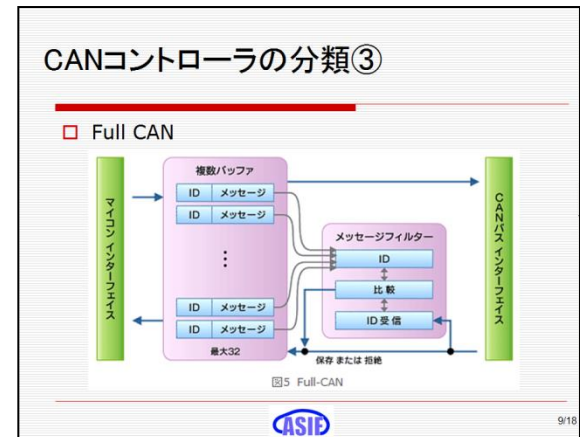 CANコントローラの分類③
Full CAN
複数バッファ
マイコン インターフェイス
ID メッセージ
ID メッセージ
ID メッセージ
ID メッセージ
最大32
メッセージフィルター
ID
比較
ID 受信
保存 または 拒絶
CANバス インターフェイス
図5 Full-CAN
ASIE
9/18